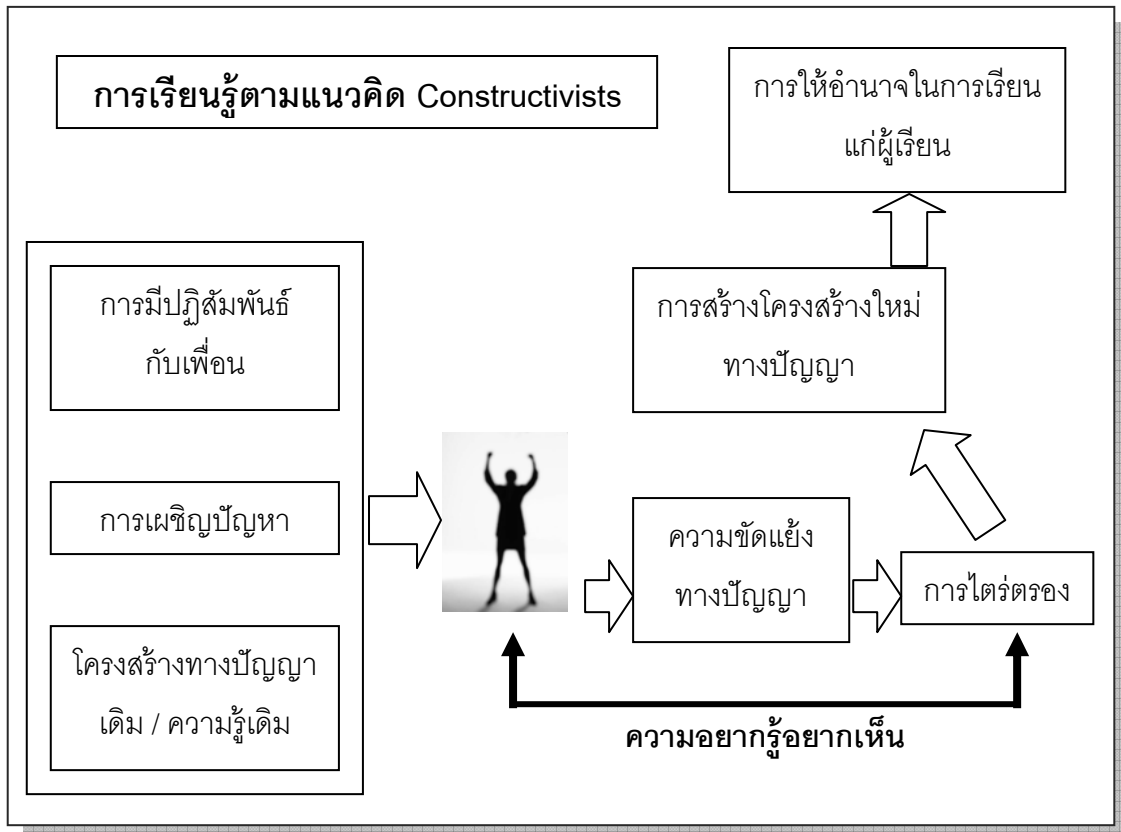 การเรียนรู้ตามแนวคิด Constructivists
การให้อำนาจในการเรียน
แก่ผู้เรียน
การมีปฏิสัมพันธ์
กับเพื่อน
การเผชิญปัญหา
โครงสร้างทางปัญญา
เดิม / ความรู้เดิม
การสร้างโครงสร้างใหม่
ทางปัญญา
ความขัดแย้ง
ทางปัญญา
การไตร่ตรอง
ความอยากรู้อยากเห็น